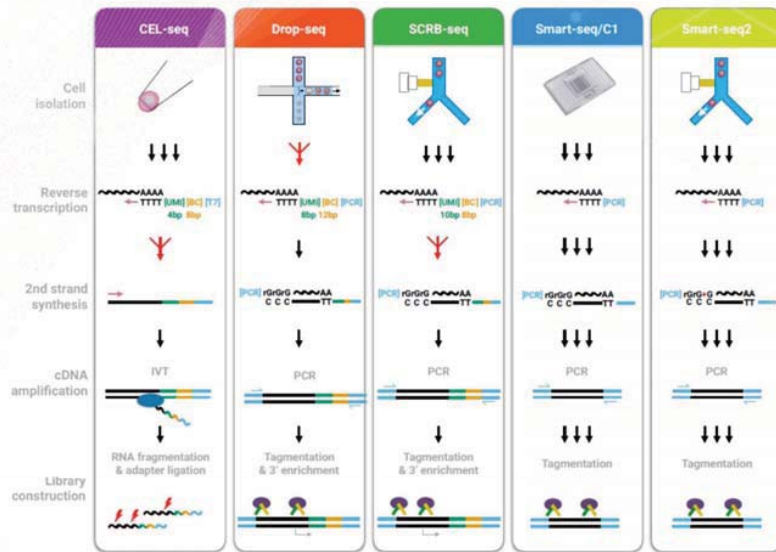 CEL-seq
Drop-seq
SCRB-seq
Smart-seq/C1
Smart-seq2
Cell
isolation
Reverse
transcription
AAAA
TTTT [UMI] [BC] [T7]
4bp 8bp
AAAA
TTTT [UMI] [BC] [PCR]
8bp 12bp
AAAA
TTTT [UMI] [BC] [PCR]
10bp 8bp
AAAA
TTTT [PCR]
AAAA
TTTT [PCR]
2nd strand
synthesis
[PCR] rGrGrG AA
C C C TT
[PCR] rGrGrG AA
C C C TT
[PCR] rGrGrG AA
C C C TT
[PCR] rGrG+G AA
C C C TT
cDNA
amplification
IVT
PCR
PCR
PCR
PCR
Library
construction
RNA fragmentation
& adapter ligation
Tagmentation
& 3' enrichment
Tagmentation
& 3' enrichment
Tagmentation
Tagmentation